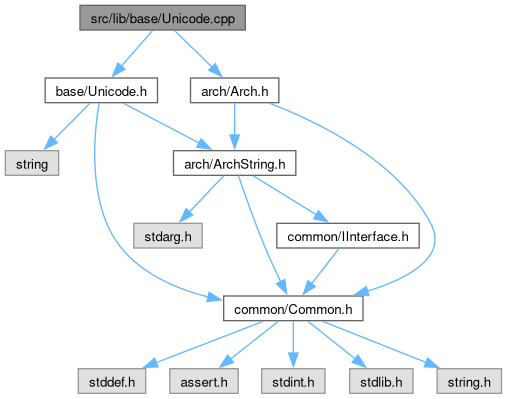 src/lib/base/Unicode.cpp
base/Unicode.h
arch/Arch.h
string
arch/ArchString.h
stdarg.h
common/IInterface.h
common/Common.h
stddef.h
assert.h
stdint.h
stdlib.h
string.h